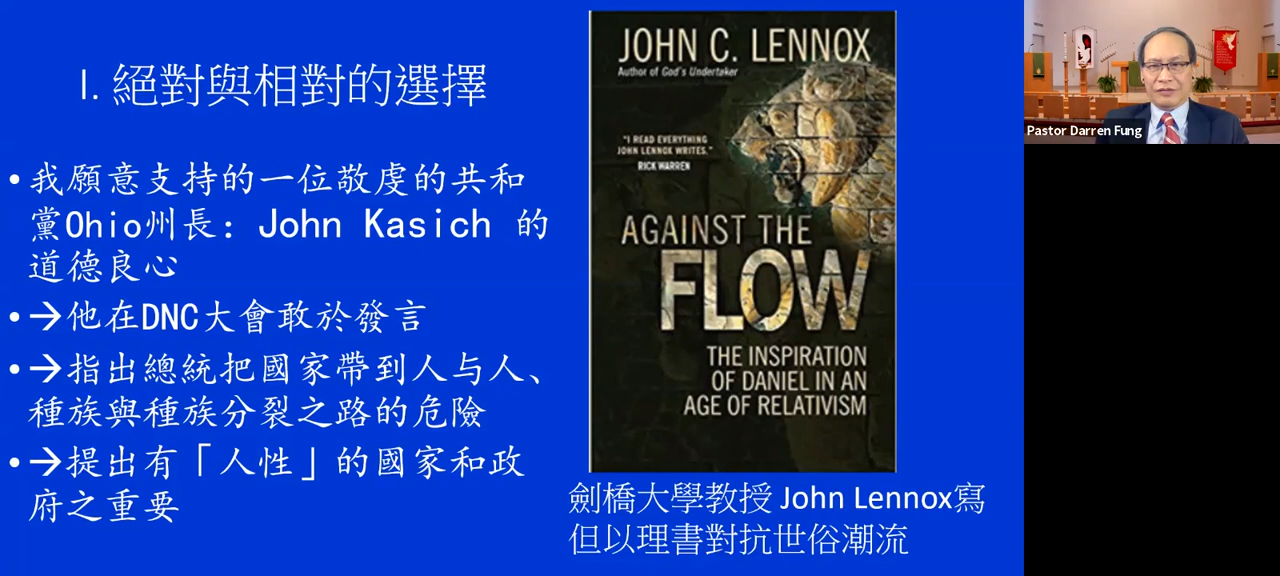 I. 絕對與相對的選擇
• 我願意支持的一位敬虔的共和
黨Ohio州長：John Kasich 的
道德良心
• →他在DNC大會敢於發言
• →指出總統把國家帶到人与人、
種族與種族分裂之路的危險
• →提出有「人性」的國家和政
府之重要
JOHN C. LENNOX
Author of God's Undertaker
"I READ EVERYTHING
JOHN LENNOX WRITES."
RICK WARREN
AGAINST THE
FLOW
THE INSPIRATION
OF DANIEL IN AN
AGE OF RELATIVISM
劍橋大學教授 John Lennox寫
但以理書對抗世俗潮流
Pastor Darren Fung